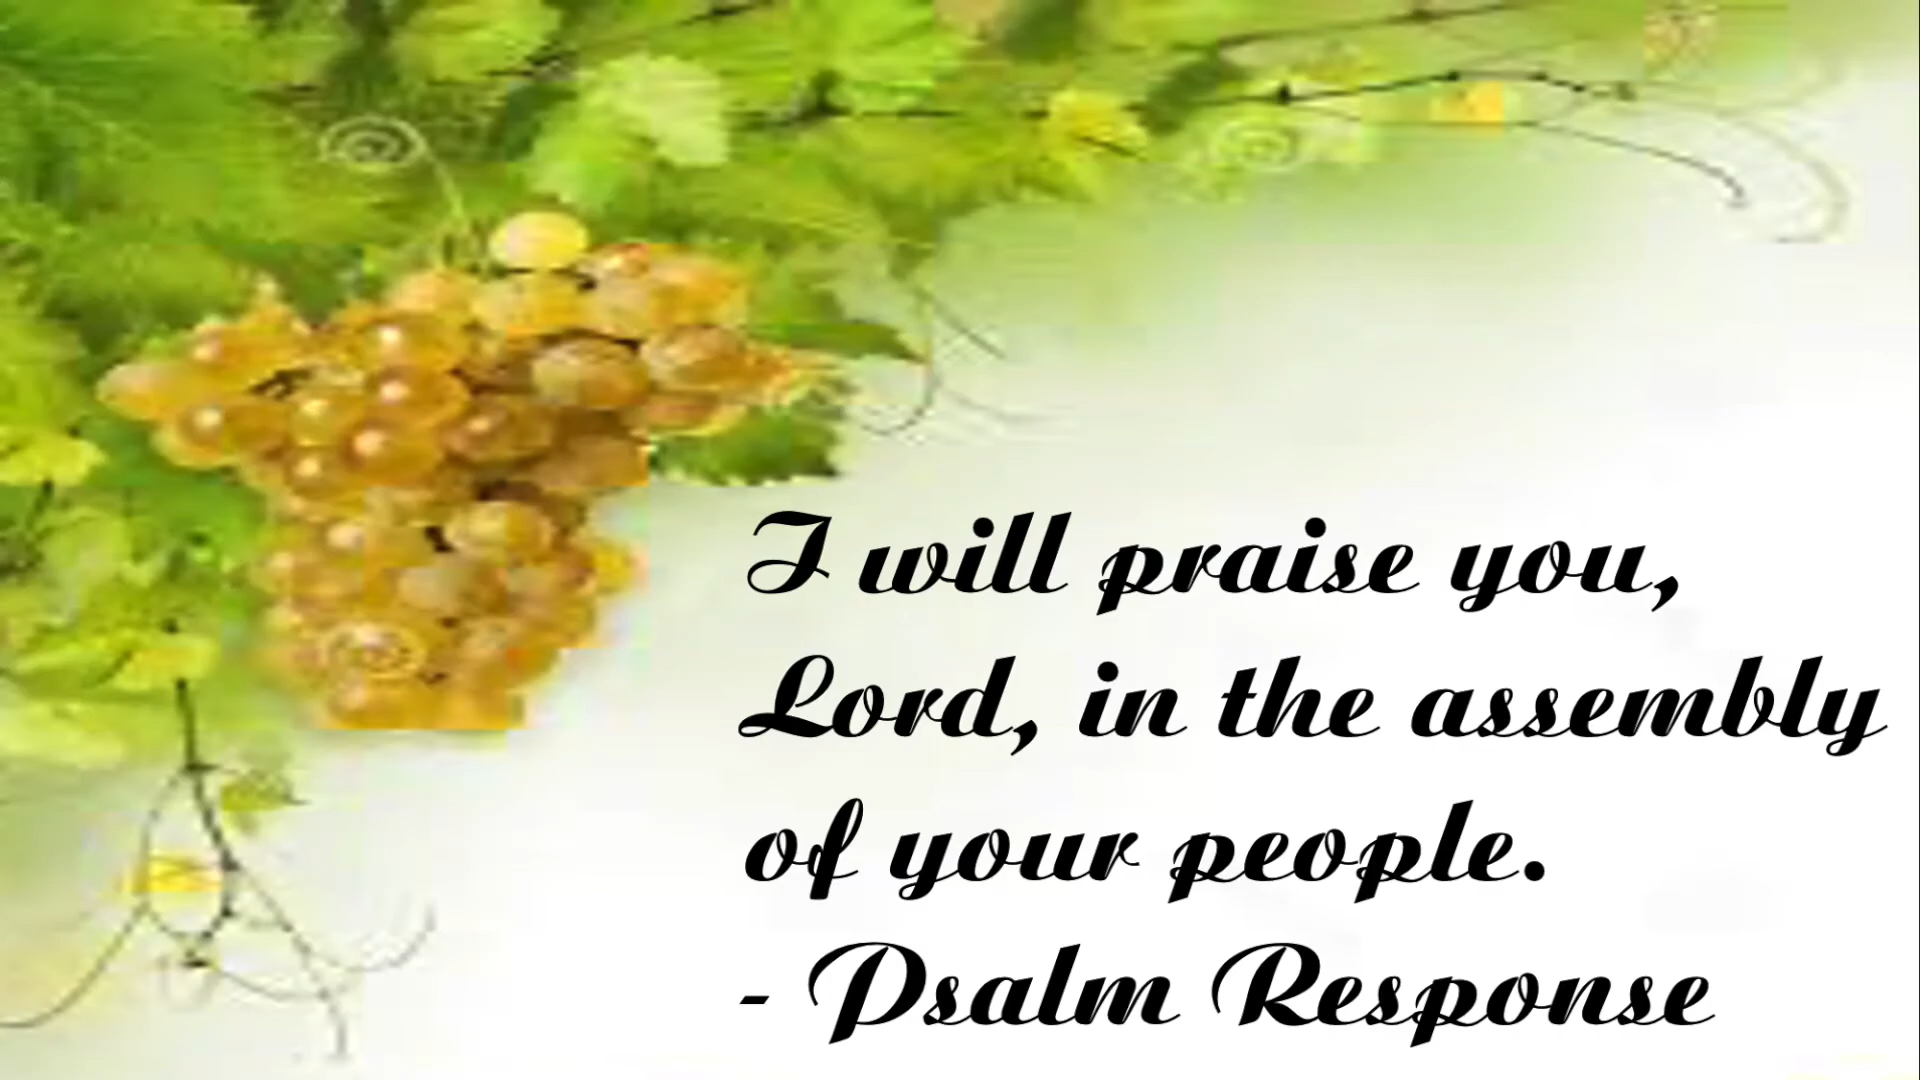 I will praise you,
Lord, in the assembly
of your people.
- Psalm Response